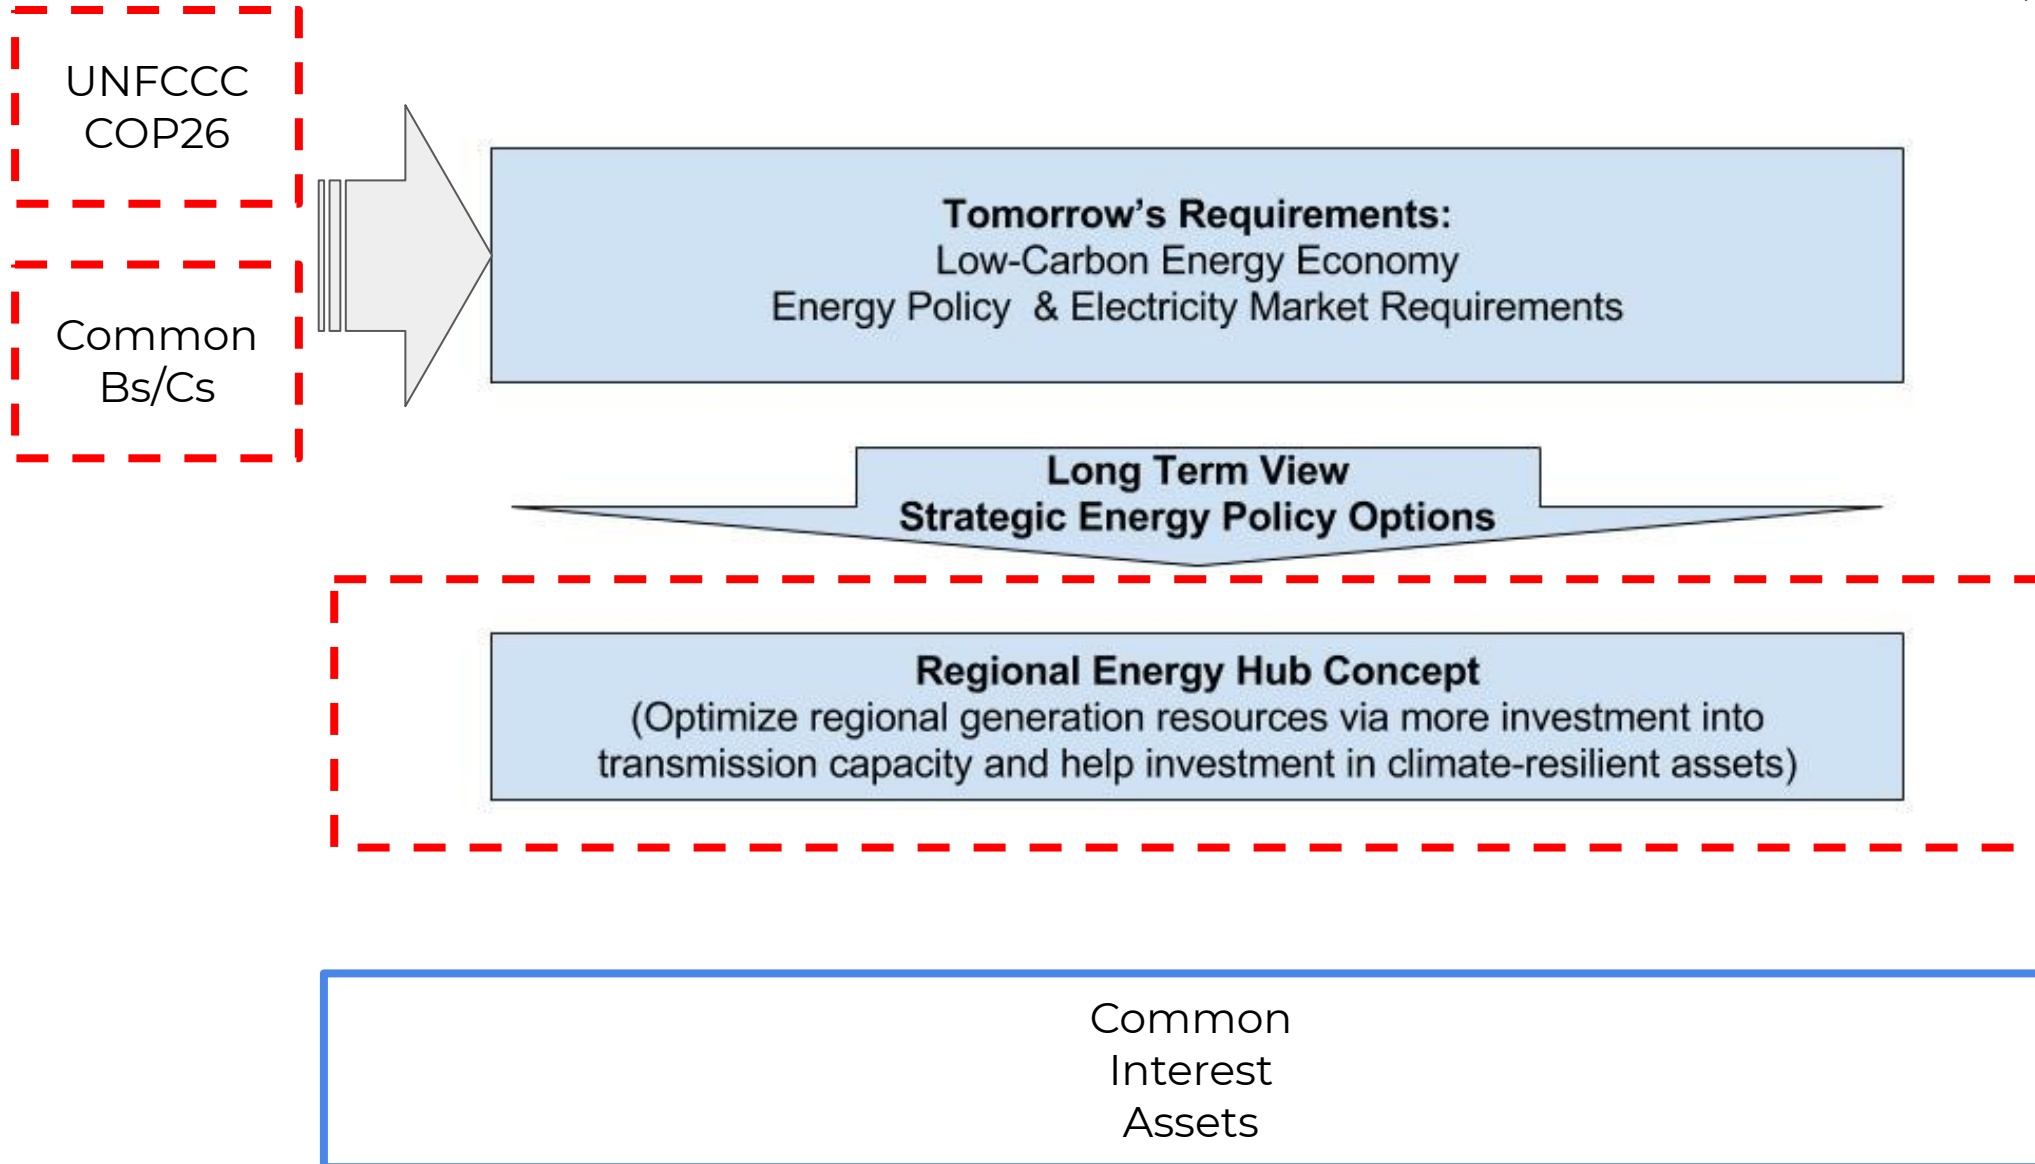 UNFCCC
COP26
Common
Bs/Cs
Tomorrow’s Requirements:
Low-Carbon Energy Economy
Energy Policy & Electricity Market Requirements
Long Term View
Strategic Energy Policy Options
Regional Energy Hub Concept
(Optimize regional generation resources via more investment into
transmission capacity and help investment in climate-resilient assets)
Common
Interest
Assets